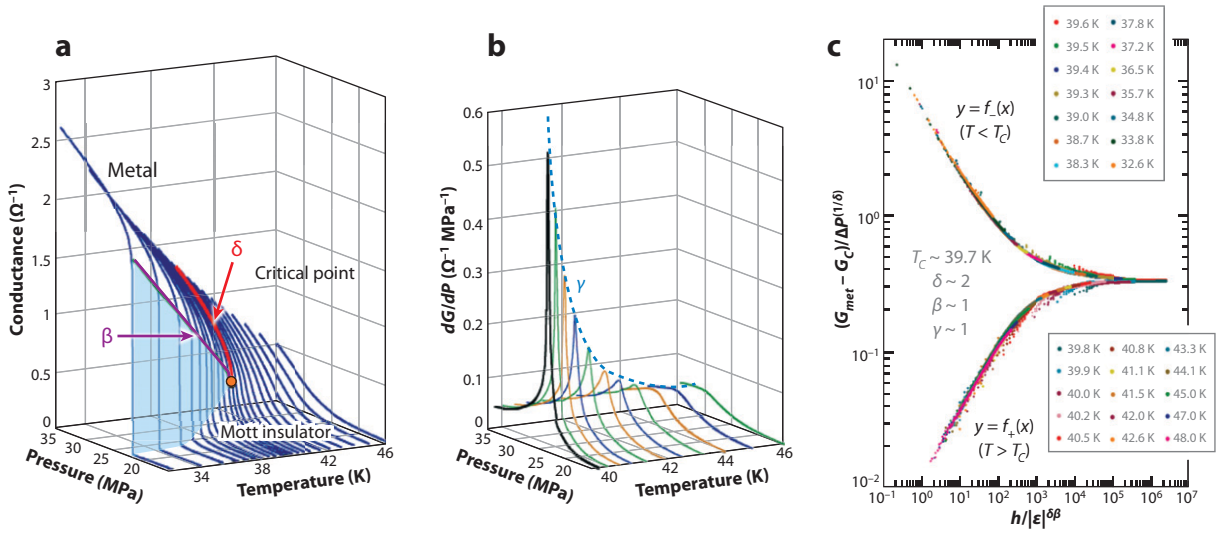 a
Conductance (Ω⁻¹)
3
2.5
2
1.5
1
0.5
0
Metal
δ
Critical point
β
Mott insulator
35
30
25
20
Pressure (MPa)
34
38
42
46
Temperature (K)
b
dG/dP (Ω⁻¹ MPa⁻¹)
0.6
0.5
0.4
0.3
0.2
0.1
0
γ
35
30
25
20
Pressure (MPa)
40
42
44
46
Temperature (K)
c
(G_met − G_C)/ΔP^(1/δ)
10¹
10⁰
10⁻¹
10⁻²
39.6 K 37.8 K
39.5 K 37.2 K
39.4 K 36.5 K
39.3 K 35.7 K
39.0 K 34.8 K
38.7 K 33.8 K
38.3 K 32.6 K
y = f₋(x)
(T < T_C)
T_C ~ 39.7 K
δ ~ 2
β ~ 1
γ ~ 1
39.8 K 40.8 K 43.3 K
39.9 K 41.1 K 44.1 K
40.0 K 41.5 K 45.0 K
40.2 K 42.0 K 47.0 K
40.5 K 42.6 K 48.0 K
y = f₊(x)
(T > T_C)
10⁻¹ 10⁰ 10¹ 10² 10³ 10⁴ 10⁵ 10⁶ 10⁷
h/|ε|^δβ